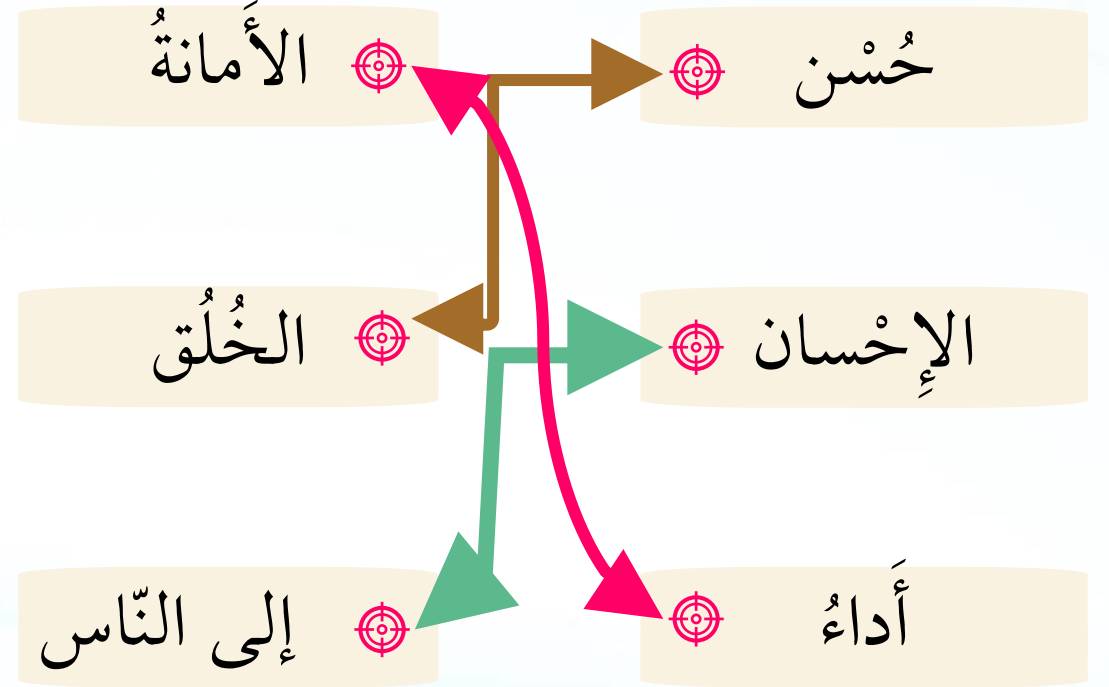 حُسْن
الأَمانةُ
الإِحْسان
الخُلُق
أَداءُ
إلى النّاس